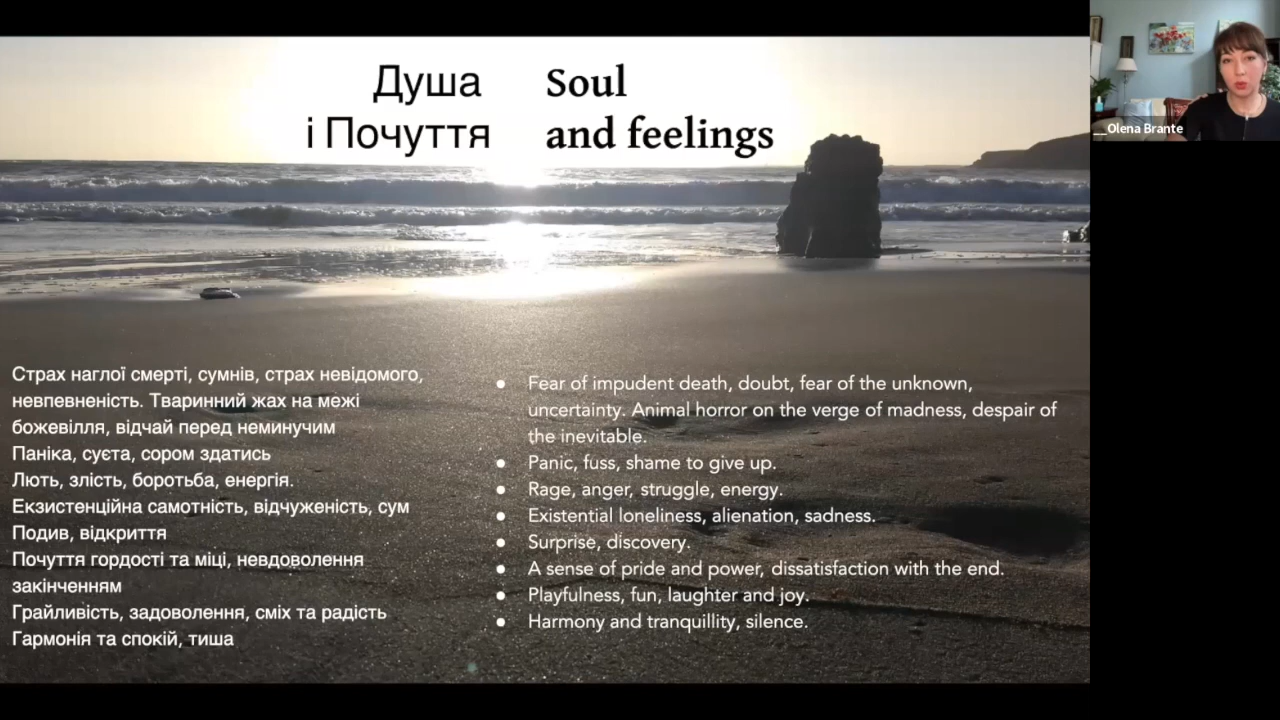 Душа
і Почуття
Soul
and feelings
Страх наглої смерті, сумнів, страх невідомого,
невпевненість. Тваринний жах на межі
божевілля, відчай перед неминучим
Паніка, суєта, сором здатись
Лють, злість, боротьба, енергія.
Екзистенційна самотність, відчуженість, сум
Подив, відкриття
Почуття гордості та міці, невдоволення
закінченням
Грайливість, задоволення, сміх та радість
Гармонія та спокій, тиша
• Fear of impudent death, doubt, fear of the unknown,
uncertainty. Animal horror on the verge of madness, despair of
the inevitable.
• Panic, fuss, shame to give up.
• Rage, anger, struggle, energy.
• Existential loneliness, alienation, sadness.
• Surprise, discovery.
• A sense of pride and power, dissatisfaction with the end.
• Playfulness, fun, laughter and joy.
• Harmony and tranquillity, silence.
__Olena Brante